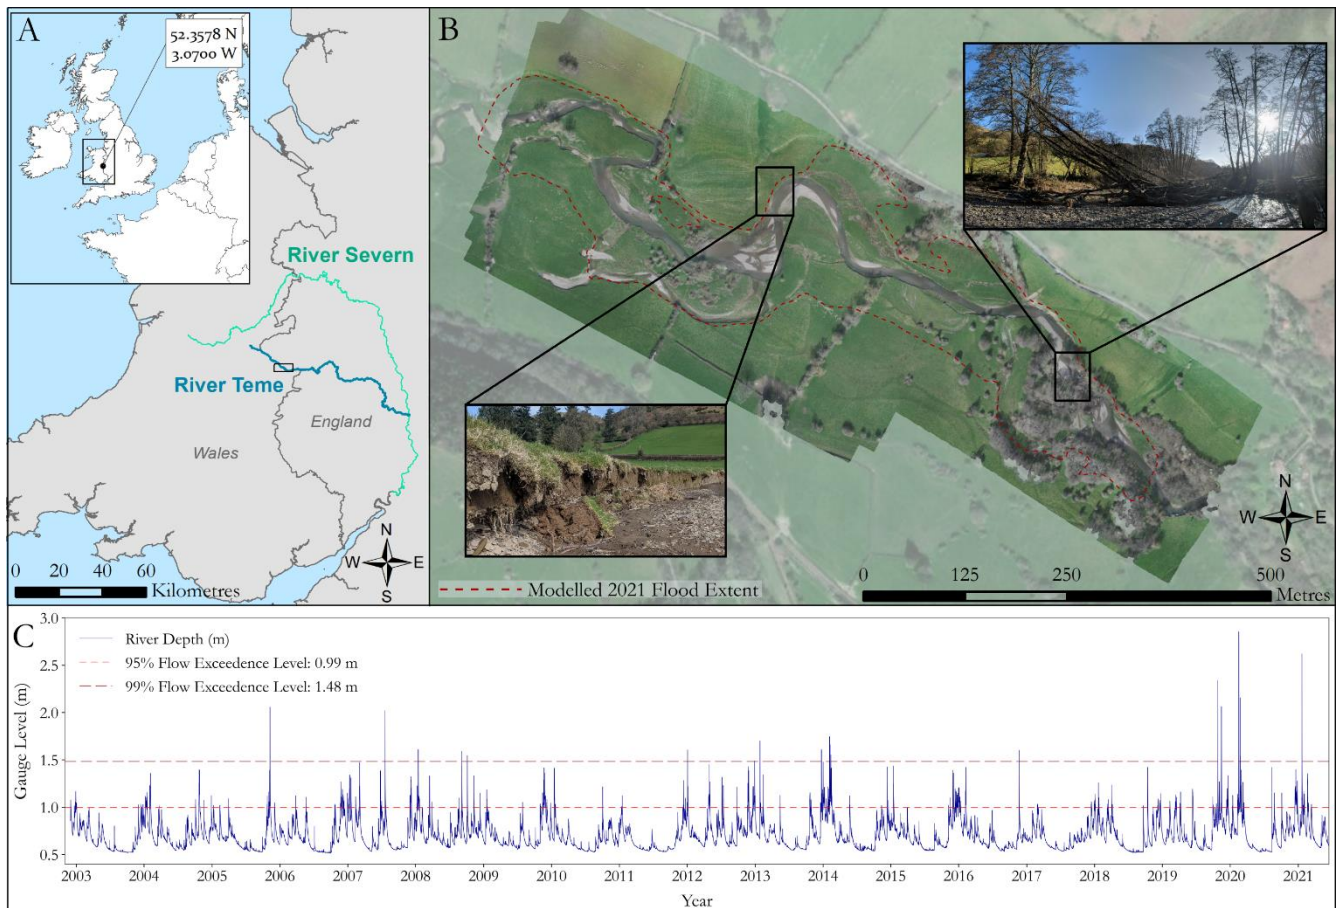 A
52.3578 N
3.0700 W
River Severn
River Teme
England
Wales
N
W
E
S
0
20
40
60
Kilometres
B
N
W
E
S
Modelled 2021 Flood Extent
0
125
250
500
Metres
C
River Depth (m)
95% Flow Exceedence Level: 0.99 m
99% Flow Exceedence Level: 1.48 m
Gauge Level (m)
3.0
2.5
2.0
1.5
1.0
0.5
2003 2004 2005 2006 2007 2008 2009 2010 2011 2012 2013 2014 2015 2016 2017 2018 2019 2020 2021
Year